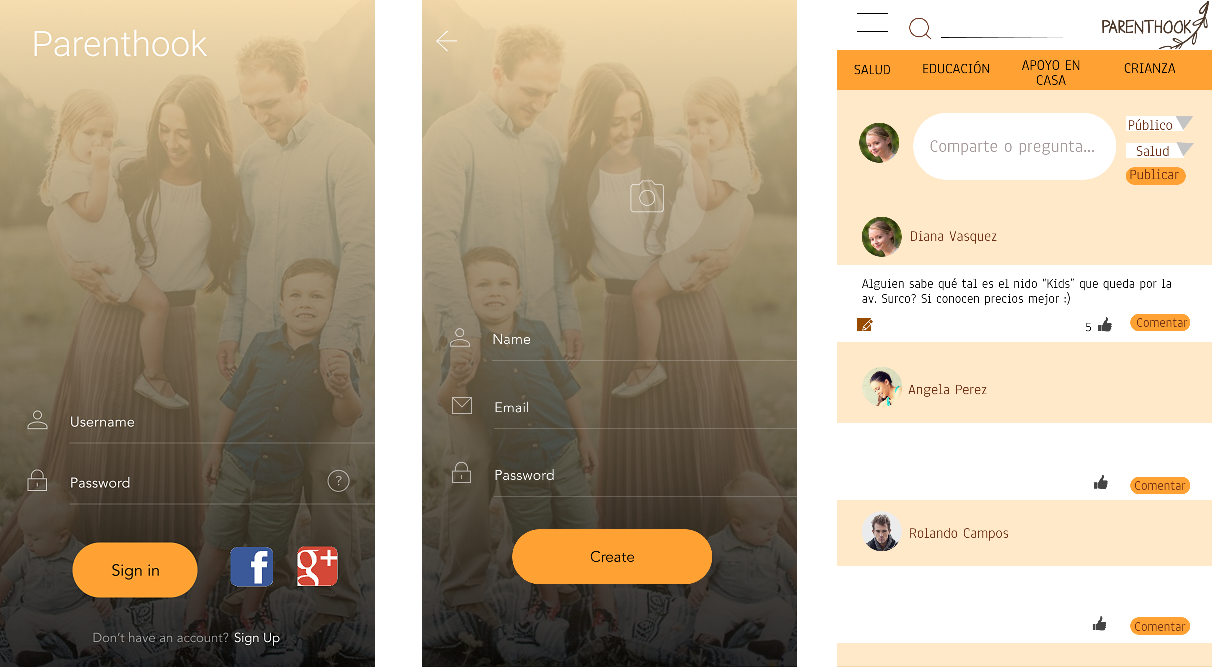 Parenthook
Username
Password
?
Sign in
f
g+
Don't have an account? Sign Up
Name
Email
Password
Create
PARENTHOOK
SALUD
EDUCACIÓN
APOYO EN
CASA
CRIANZA
Comparte o pregunta...
Público
Salud
Publicar
Diana Vasquez
Alguien sabe qué tal es el nido "Kids" que queda por la
av. Surco? Si conocen precios mejor :)
5
Comentar
Angela Perez
Comentar
Rolando Campos
Comentar